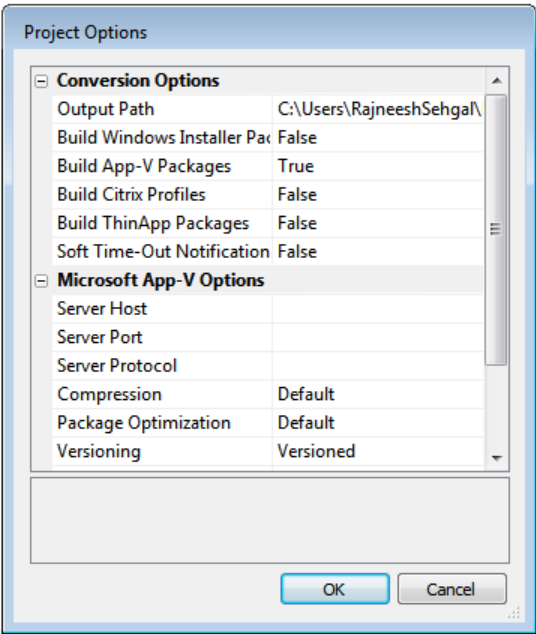 Project Options
Conversion Options
Output Path C:\Users\RajneeshSehgal\
Build Windows Installer Pac False
Build App-V Packages True
Build Citrix Profiles False
Build ThinApp Packages False
Soft Time-Out Notification False
Microsoft App-V Options
Server Host
Server Port
Server Protocol
Compression Default
Package Optimization Default
Versioning Versioned
OK Cancel